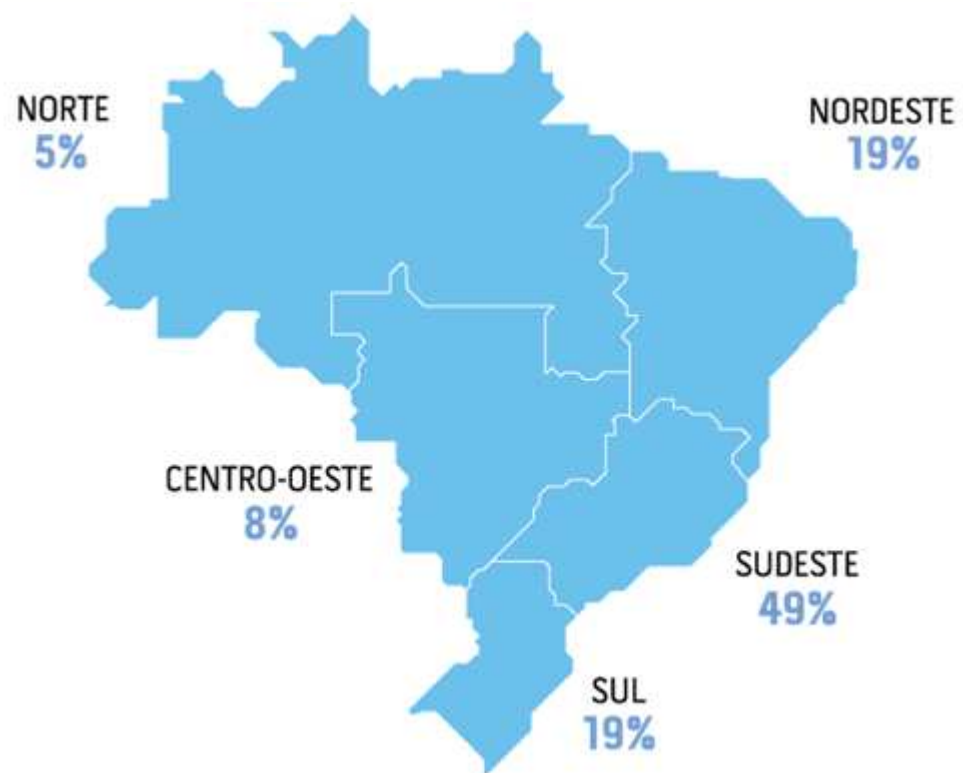 NORTE
5%
NORDESTE
19%
CENTRO-OESTE
8%
SUDESTE
49%
SUL
19%